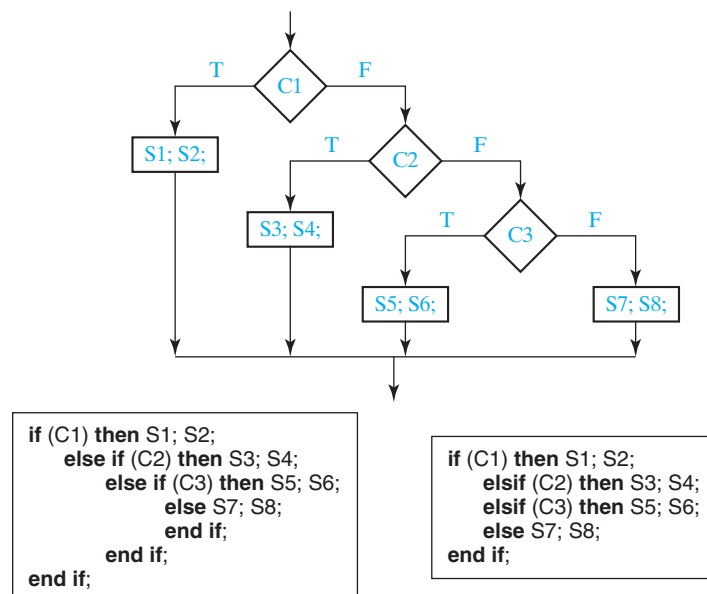 T
F
C1
S1; S2;
T
C2
F
S3; S4;
T
C3
F
S5; S6;
S7; S8;
if (C1) then S1; S2;
else if (C2) then S3; S4;
else if (C3) then S5; S6;
else S7; S8;
end if;
end if;
end if;
if (C1) then S1; S2;
elsif (C2) then S3; S4;
elsif (C3) then S5; S6;
else S7; S8;
end if;